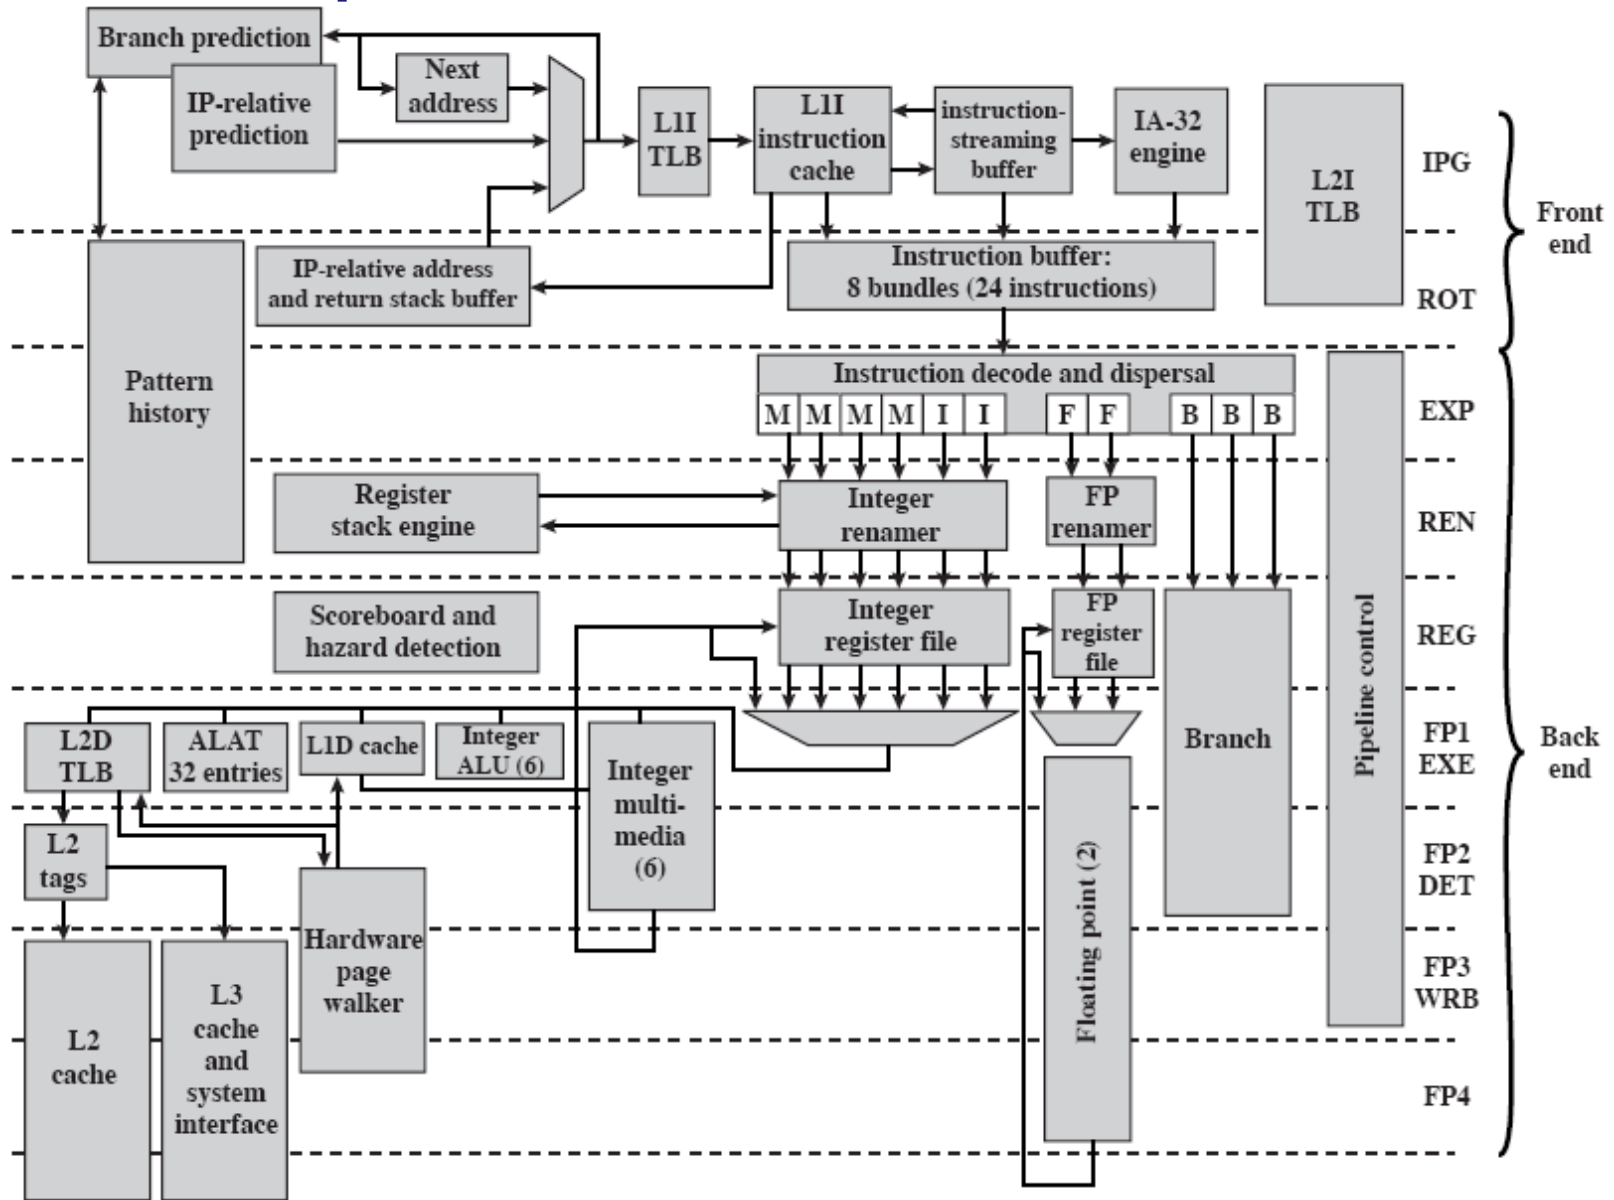 Branch prediction
IP-relative
prediction
Next
address
L1I
TLB
L1I
instruction
cache
instruction-
streaming
buffer
IA-32
engine
L2I
TLB
IPG
Front
end
IP-relative address
and return stack buffer
Instruction buffer:
8 bundles (24 instructions)
ROT
Pattern
history
Instruction decode and dispersal
M M M M I I F F B B B
EXP
Register
stack engine
Integer
renamer
FP
renamer
REN
Scoreboard and
hazard detection
Integer
register file
FP
register
file
REG
Pipeline control
L2D
TLB
ALAT
32 entries
L1D cache
Integer
ALU (6)
Integer
multi-
media
(6)
Branch
FP1
EXE
Back
end
L2
tags
Floating point (2)
FP2
DET
Hardware
page
walker
FP3
WRB
L2
cache
L3
cache
and
system
interface
FP4